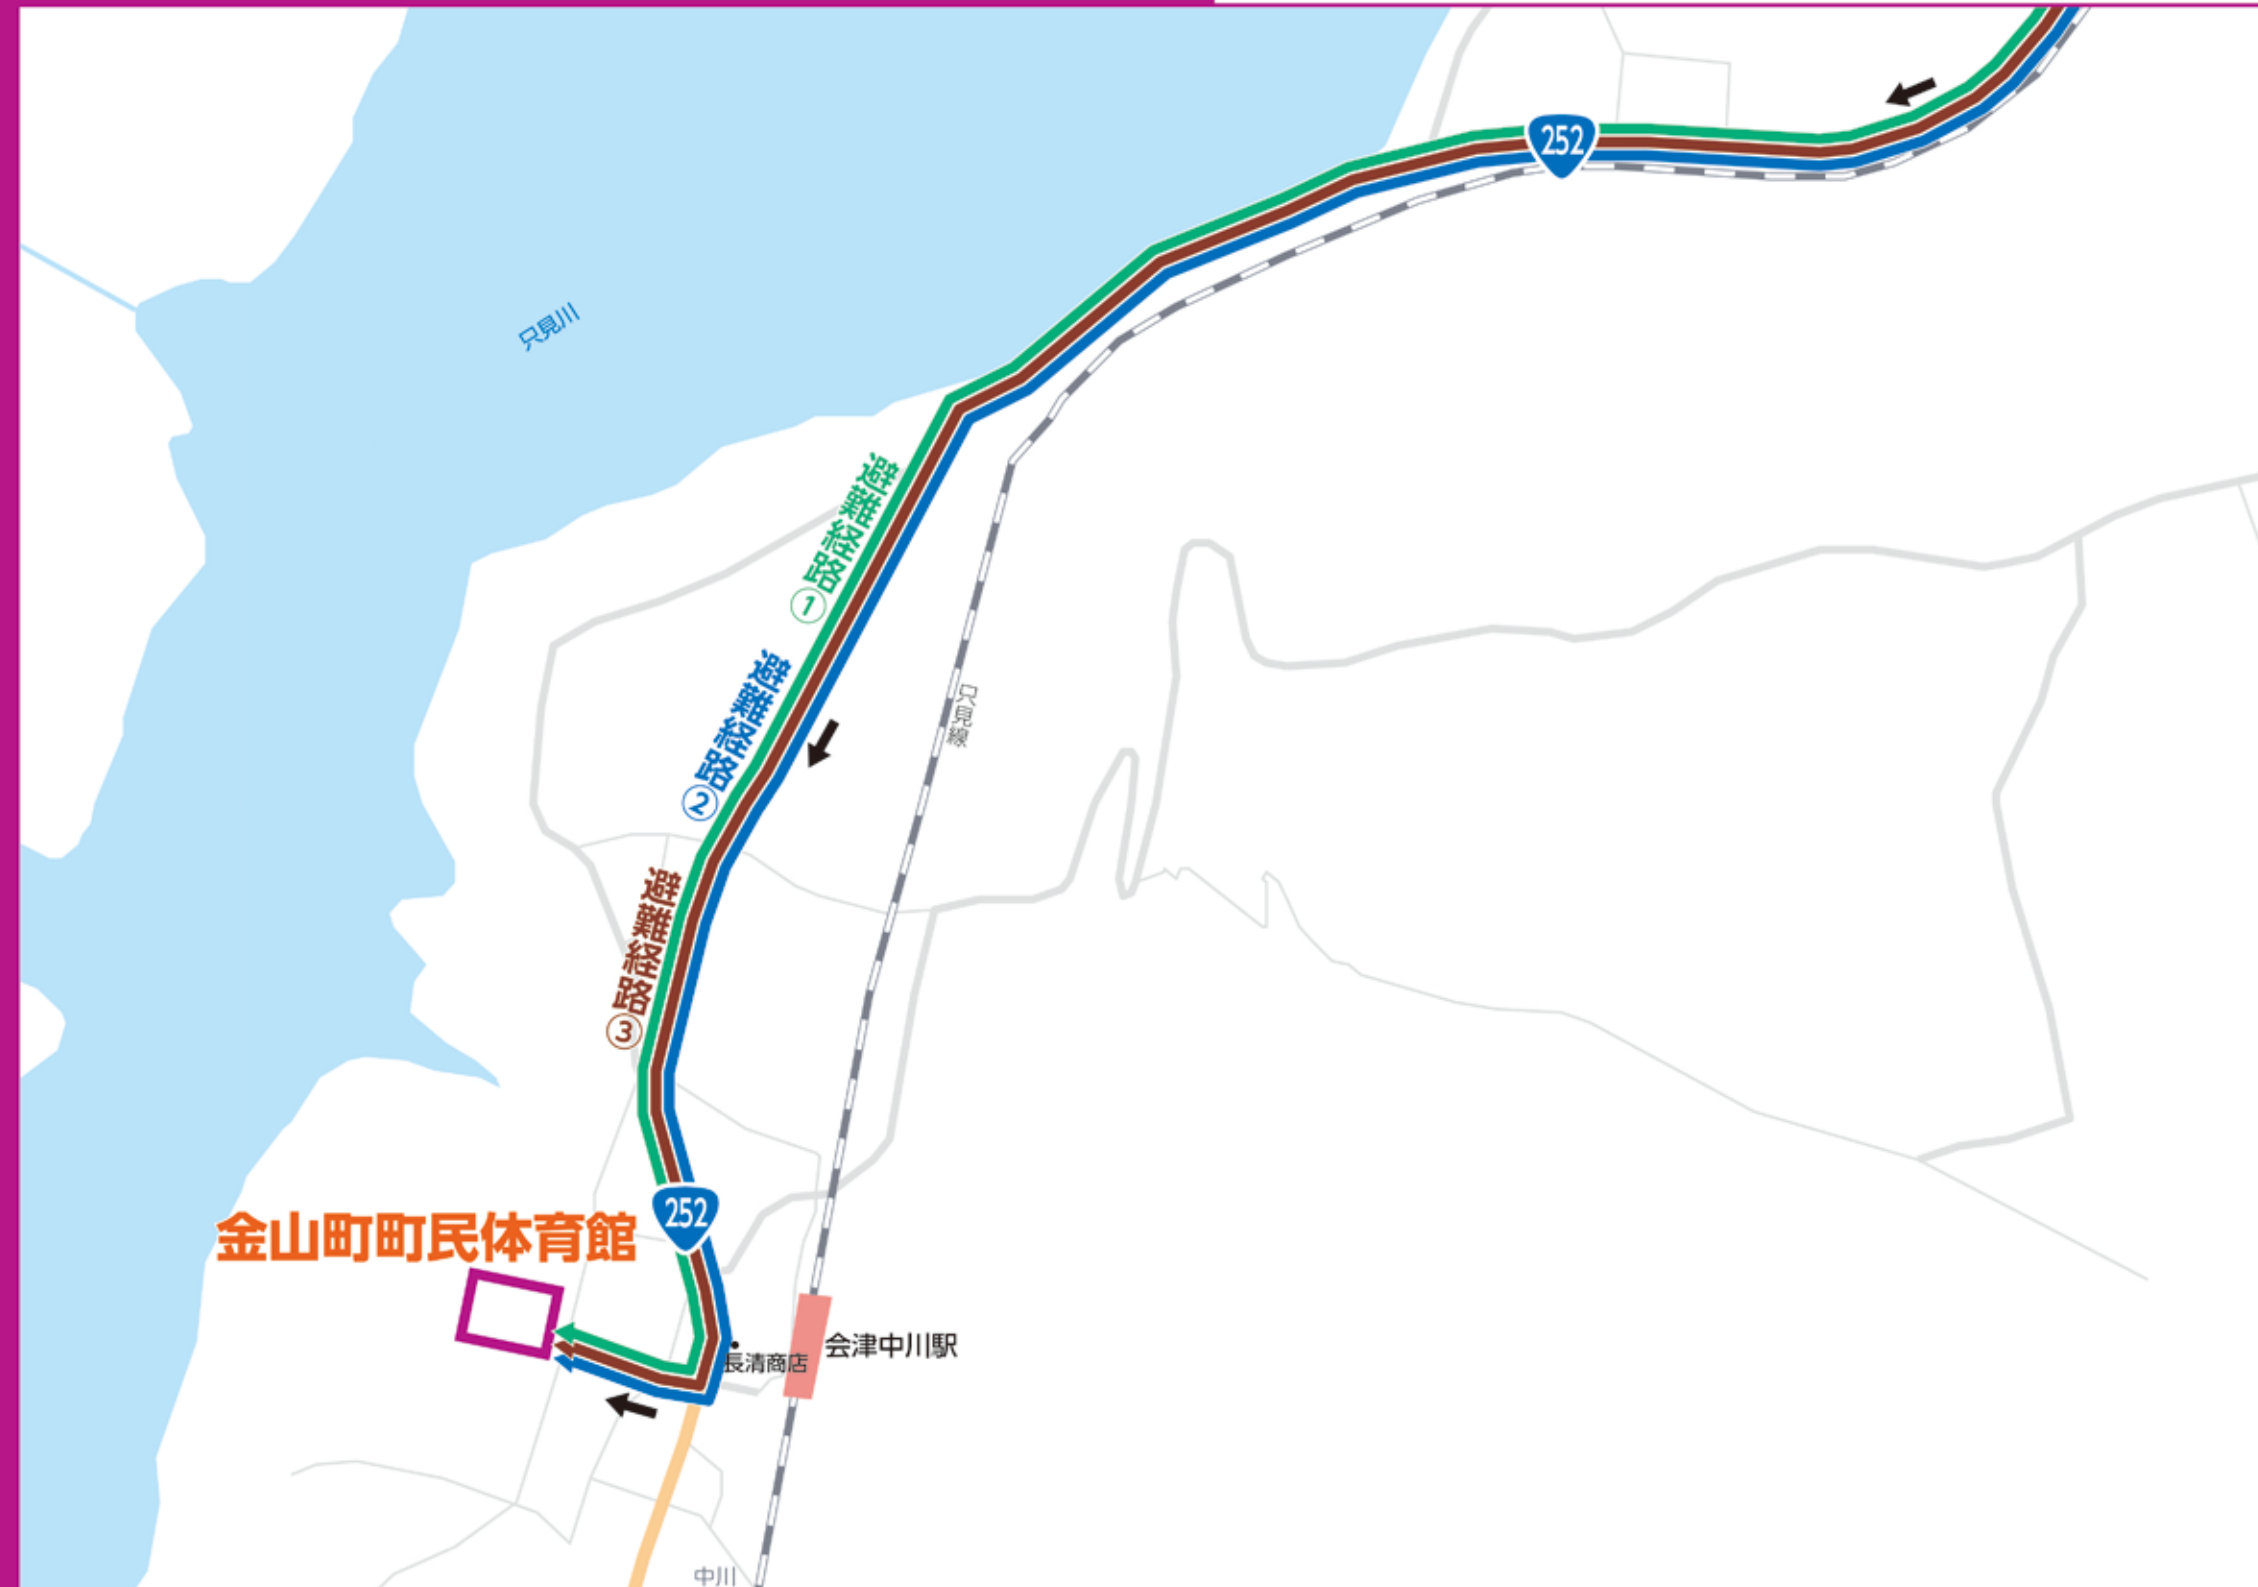 252
只見川
避難経路①
避難経路②
只見線
避難経路③
252
金山町町民体育館
会津中川駅
長清商店
中川